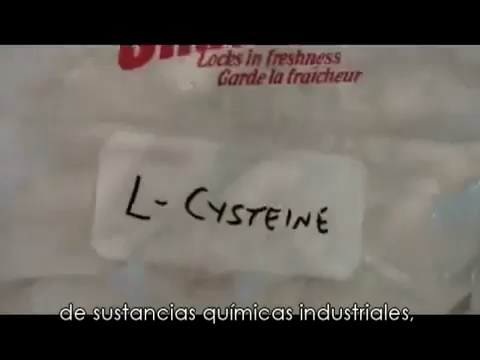 Locks in freshness
Garde la fraîcheur
L-CYSTEINE
de sustancias químicas industriales,